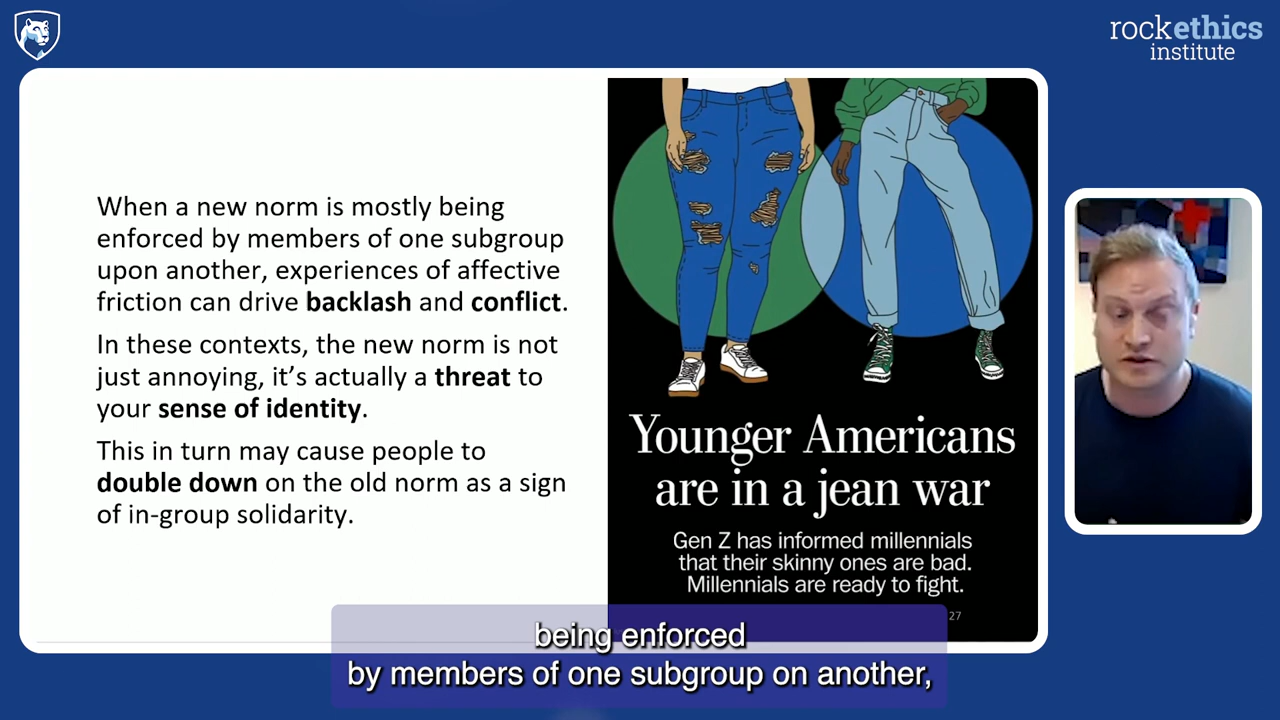 rockethics
institute
When a new norm is mostly being
enforced by members of one subgroup
upon another, experiences of affective
friction can drive backlash and conflict.
In these contexts, the new norm is not
just annoying, it’s actually a threat to
your sense of identity.
This in turn may cause people to
double down on the old norm as a sign
of in-group solidarity.
Younger Americans
are in a jean war
Gen Z has informed millennials
that their skinny ones are bad.
Millennials are ready to fight.
27
being enforced
by members of one subgroup on another,